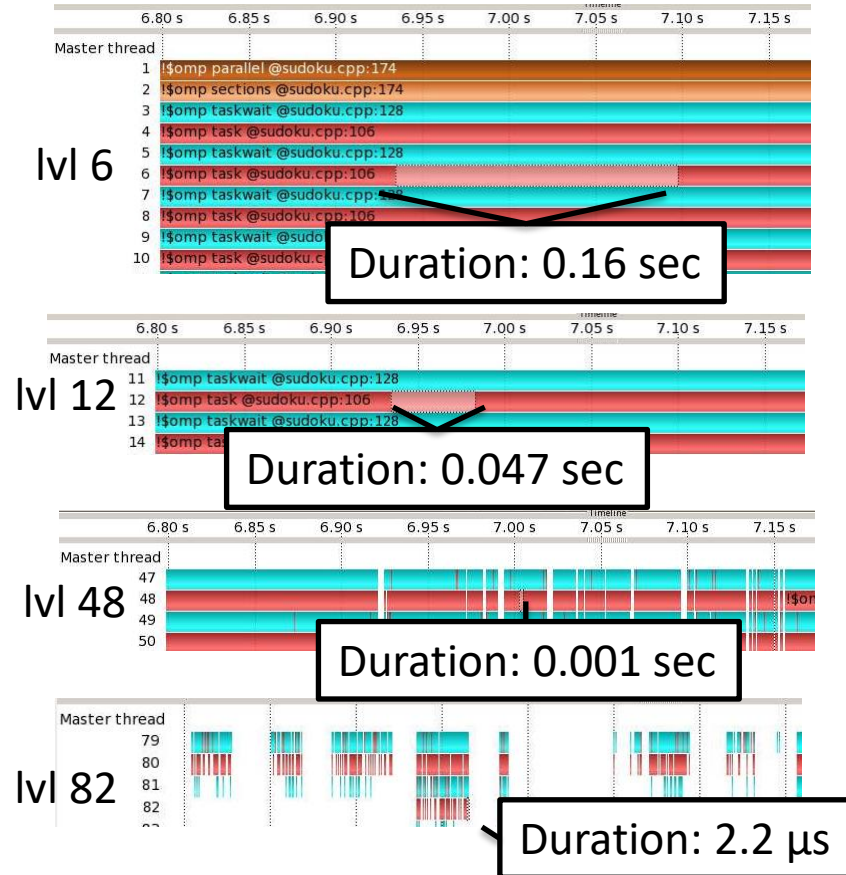 Timeline
6.80 s 6.85 s 6.90 s 6.95 s 7.00 s 7.05 s 7.10 s 7.15 s
Master thread
1 !$omp parallel @sudoku.cpp:174
2 !$omp sections @sudoku.cpp:174
3 !$omp taskwait @sudoku.cpp:128
4 !$omp task @sudoku.cpp:106
5 !$omp taskwait @sudoku.cpp:128
lvl 6
6 !$omp task @sudoku.cpp:106
7 !$omp taskwait @sudoku.cpp:128
8 !$omp task @sudoku.cpp:106
9 !$omp taskwait @sudo
10 !$omp task @sudoku.c
Duration: 0.16 sec
Timeline
6.80 s 6.85 s 6.90 s 6.95 s 7.00 s 7.05 s 7.10 s 7.15 s
Master thread
11 !$omp taskwait @sudoku.cpp:128
lvl 12
12 !$omp task @sudoku.cpp:106
13 !$omp taskwait @sudoku.cpp:128
14 !$omp tas
Duration: 0.047 sec
Timeline
6.80 s 6.85 s 6.90 s 6.95 s 7.00 s 7.05 s 7.10 s 7.15 s
Master thread
47
lvl 48
48 !$on
49
50
Duration: 0.001 sec
Master thread
79
80
81
lvl 82
82
Duration: 2.2 µs